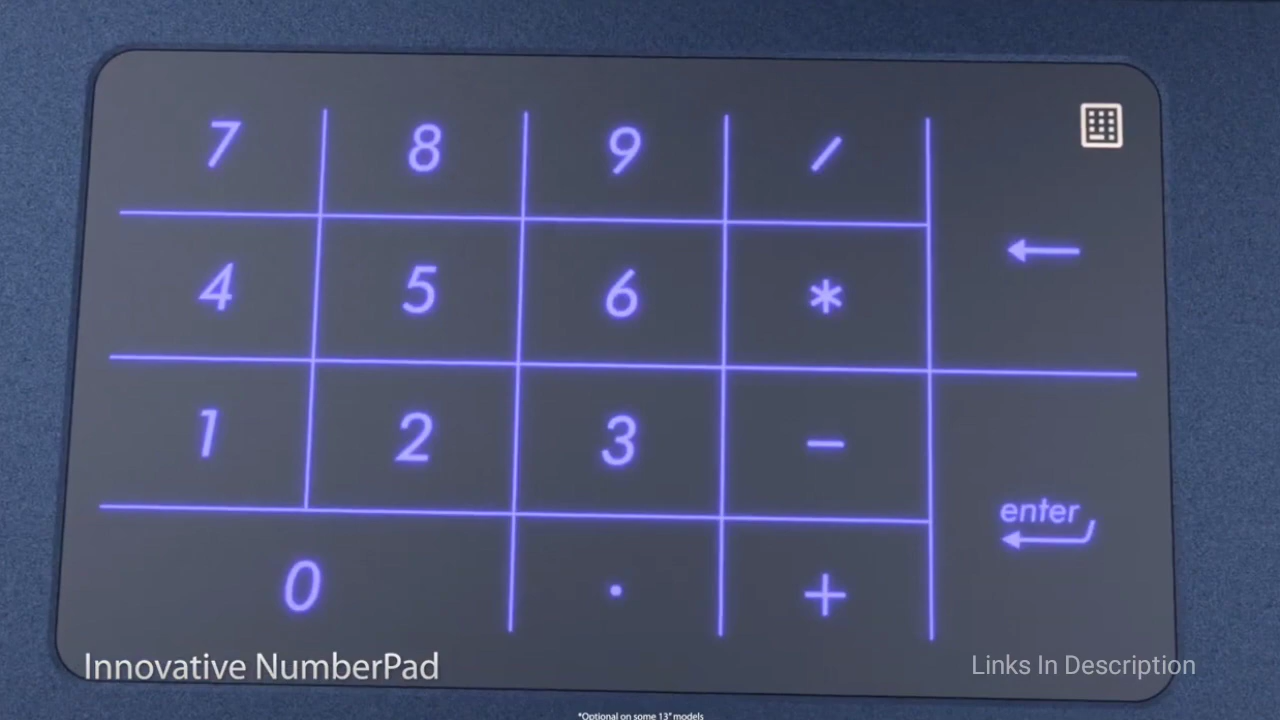 7 8 9 /
←
4 5 6 *
1 2 3 −
enter
0 . +
Innovative NumberPad
Links In Description
*Optional on some 13" models